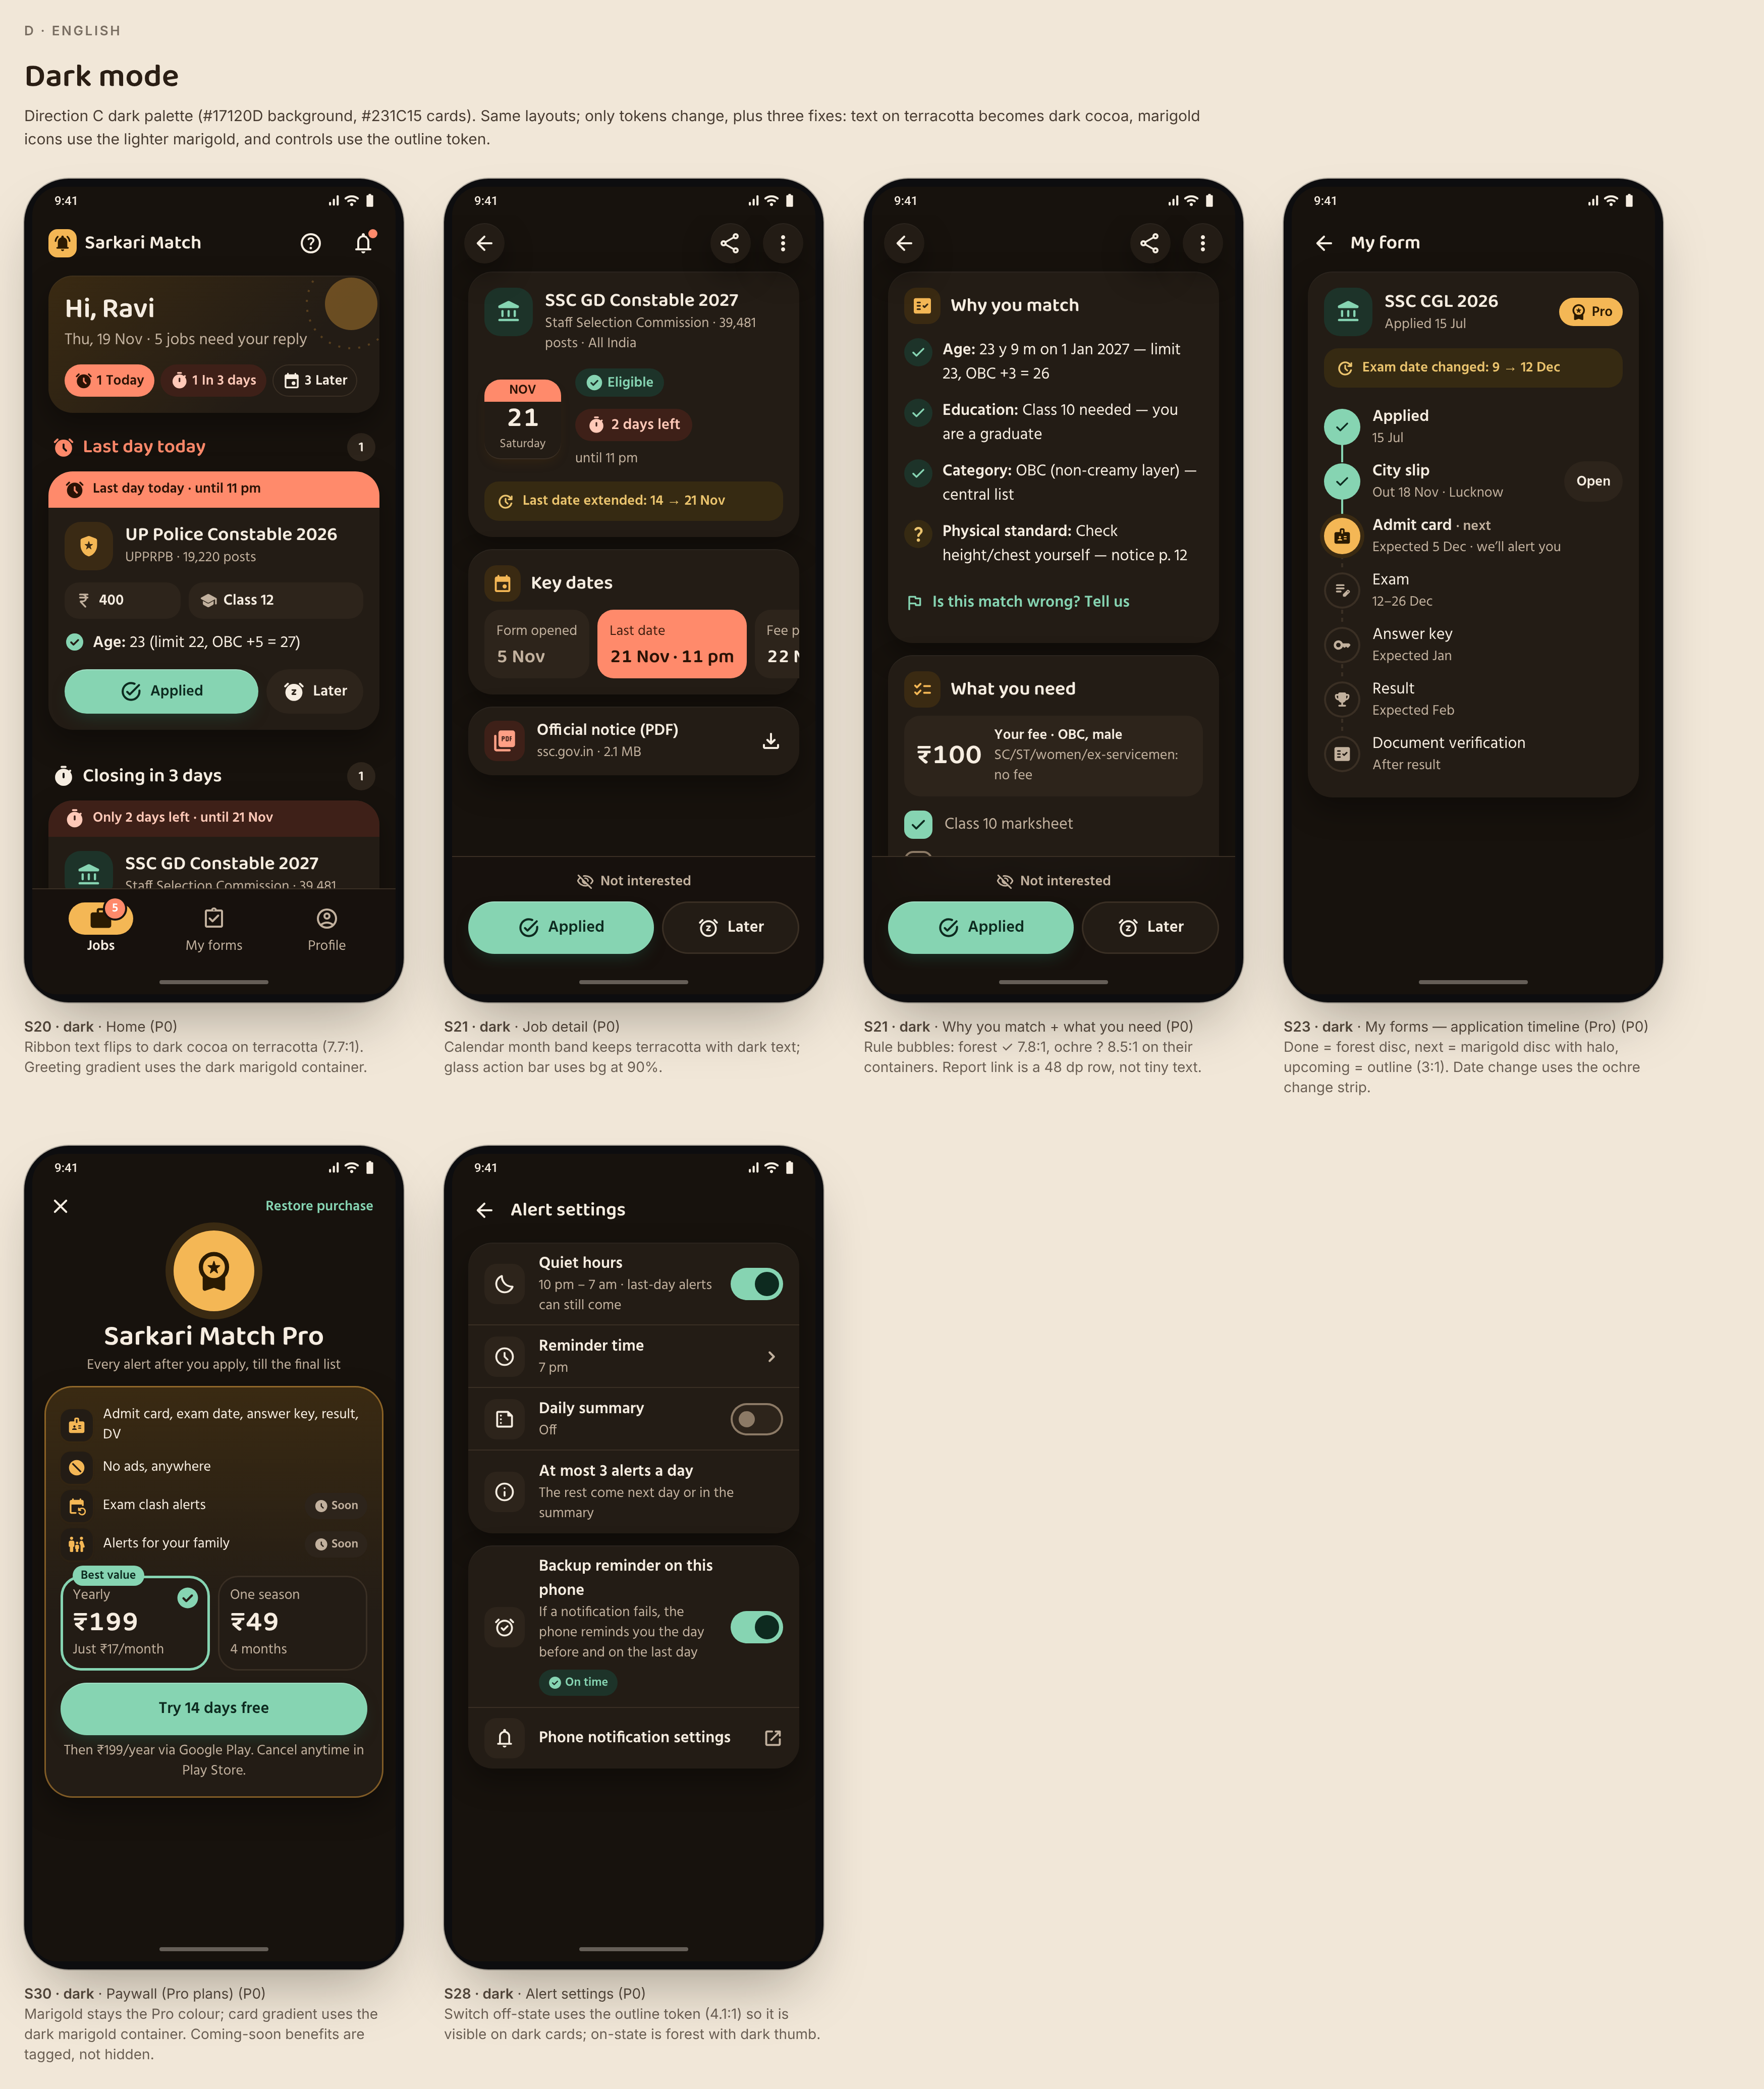 D · ENGLISH
Dark mode
Direction C dark palette (#17120D background, #231C15 cards). Same layouts; only tokens change, plus three fixes: text on terracotta becomes dark cocoa, marigold
icons use the lighter marigold, and controls use the outline token.
9:41
Sarkari Match
Hi, Ravi
Thu, 19 Nov · 5 jobs need your reply
1 Today
1 In 3 days
3 Later
Last day today
1
Last day today · until 11 pm
UP Police Constable 2026
UPPRPB · 19,220 posts
₹ 400
Class 12
Age: 23 (limit 22, OBC +5 = 27)
Applied
Later
Closing in 3 days
1
Only 2 days left · until 21 Nov
SSC GD Constable 2027
Staff Selection Commission · 39,481
5
Jobs
My forms
Profile
S20 · dark · Home (P0)
Ribbon text flips to dark cocoa on terracotta (7.7:1).
Greeting gradient uses the dark marigold container.
9:41
SSC GD Constable 2027
Staff Selection Commission · 39,481
posts · All India
NOV
21
Saturday
Eligible
2 days left
until 11 pm
Last date extended: 14 → 21 Nov
Key dates
Form opened
5 Nov
Last date
21 Nov · 11 pm
Fee p
22 N
PDF
Official notice (PDF)
ssc.gov.in · 2.1 MB
Not interested
Applied
Later
S21 · dark · Job detail (P0)
Calendar month band keeps terracotta with dark text;
glass action bar uses bg at 90%.
9:41
Why you match
Age: 23 y 9 m on 1 Jan 2027 — limit
23, OBC +3 = 26
Education: Class 10 needed — you
are a graduate
Category: OBC (non-creamy layer) —
central list
?
Physical standard: Check
height/chest yourself — notice p. 12
Is this match wrong? Tell us
What you need
₹100
Your fee · OBC, male
SC/ST/women/ex-servicemen:
no fee
Class 10 marksheet
Not interested
Applied
Later
S21 · dark · Why you match + what you need (P0)
Rule bubbles: forest ✓ 7.8:1, ochre ? 8.5:1 on their
containers. Report link is a 48 dp row, not tiny text.
9:41
My form
SSC CGL 2026
Applied 15 Jul
Pro
Exam date changed: 9 → 12 Dec
Applied
15 Jul
City slip
Out 18 Nov · Lucknow
Open
Admit card · next
Expected 5 Dec · we'll alert you
Exam
12–26 Dec
Answer key
Expected Jan
Result
Expected Feb
Document verification
After result
S23 · dark · My forms — application timeline (Pro) (P0)
Done = forest disc, next = marigold disc with halo,
upcoming = outline (3:1). Date change uses the ochre
change strip.
9:41
Restore purchase
Sarkari Match Pro
Every alert after you apply, till the final list
Admit card, exam date, answer key, result,
DV
No ads, anywhere
Exam clash alerts
Soon
Alerts for your family
Soon
Best value
Yearly
₹199
Just ₹17/month
One season
₹49
4 months
Try 14 days free
Then ₹199/year via Google Play. Cancel anytime in
Play Store.
S30 · dark · Paywall (Pro plans) (P0)
Marigold stays the Pro colour; card gradient uses the
dark marigold container. Coming-soon benefits are
tagged, not hidden.
9:41
Alert settings
Quiet hours
10 pm – 7 am · last-day alerts
can still come
Reminder time
7 pm
Daily summary
Off
At most 3 alerts a day
The rest come next day or in the
summary
Backup reminder on this
phone
If a notification fails, the
phone reminds you the day
before and on the last day
On time
Phone notification settings
S28 · dark · Alert settings (P0)
Switch off-state uses the outline token (4.1:1) so it is
visible on dark cards; on-state is forest with dark thumb.